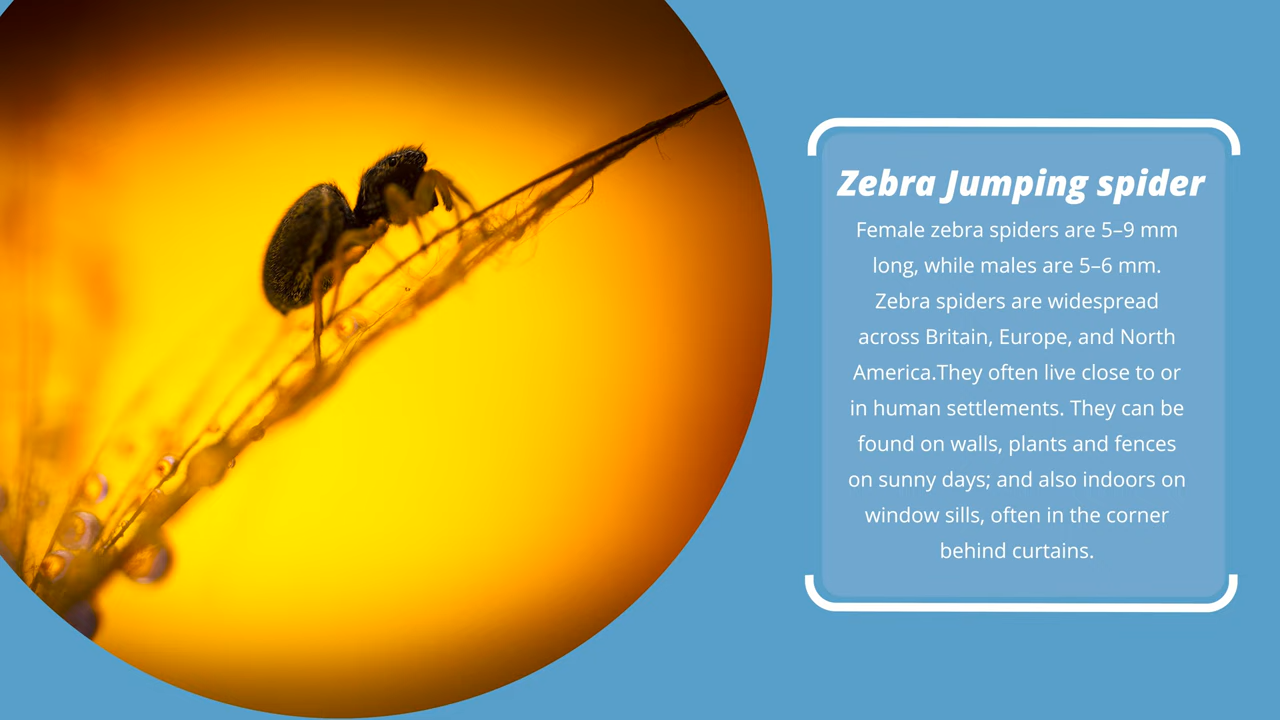 Zebra Jumping spider
Female zebra spiders are 5–9 mm
long, while males are 5–6 mm.
Zebra spiders are widespread
across Britain, Europe, and North
America.They often live close to or
in human settlements. They can be
found on walls, plants and fences
on sunny days; and also indoors on
window sills, often in the corner
behind curtains.